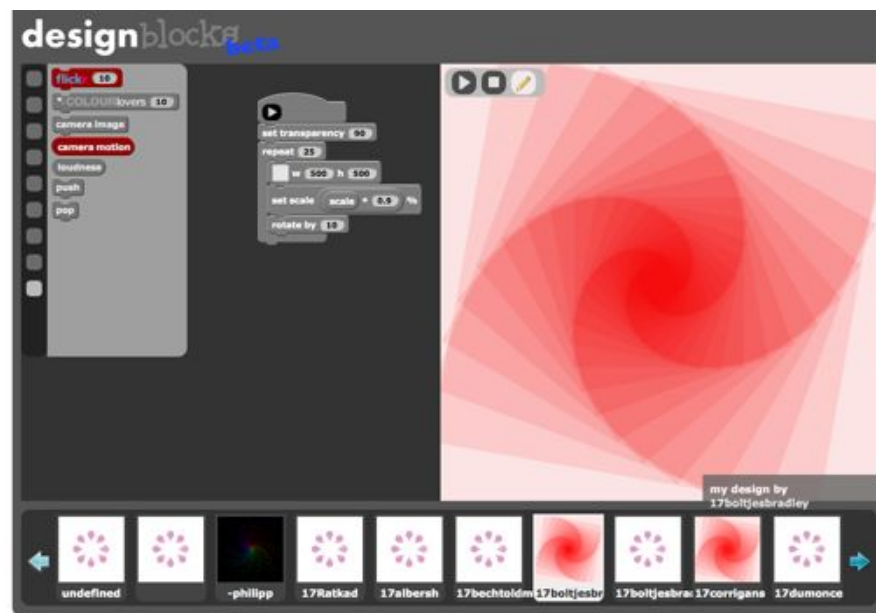 designblocks
beta
flickr 10
COLOURlovers 10
camera image
camera motion
loudness
push
pop
set transparency 90
repeat 25
w 500 h 500
set scale scale * 0.9 %
rotate by 10
my design by
17boltjesbradley
undefined
-philipp
17Ratkad
17albersh
17bechtoldm
17boltjesbr
17boltjesbra
17corrigans
17dumonce